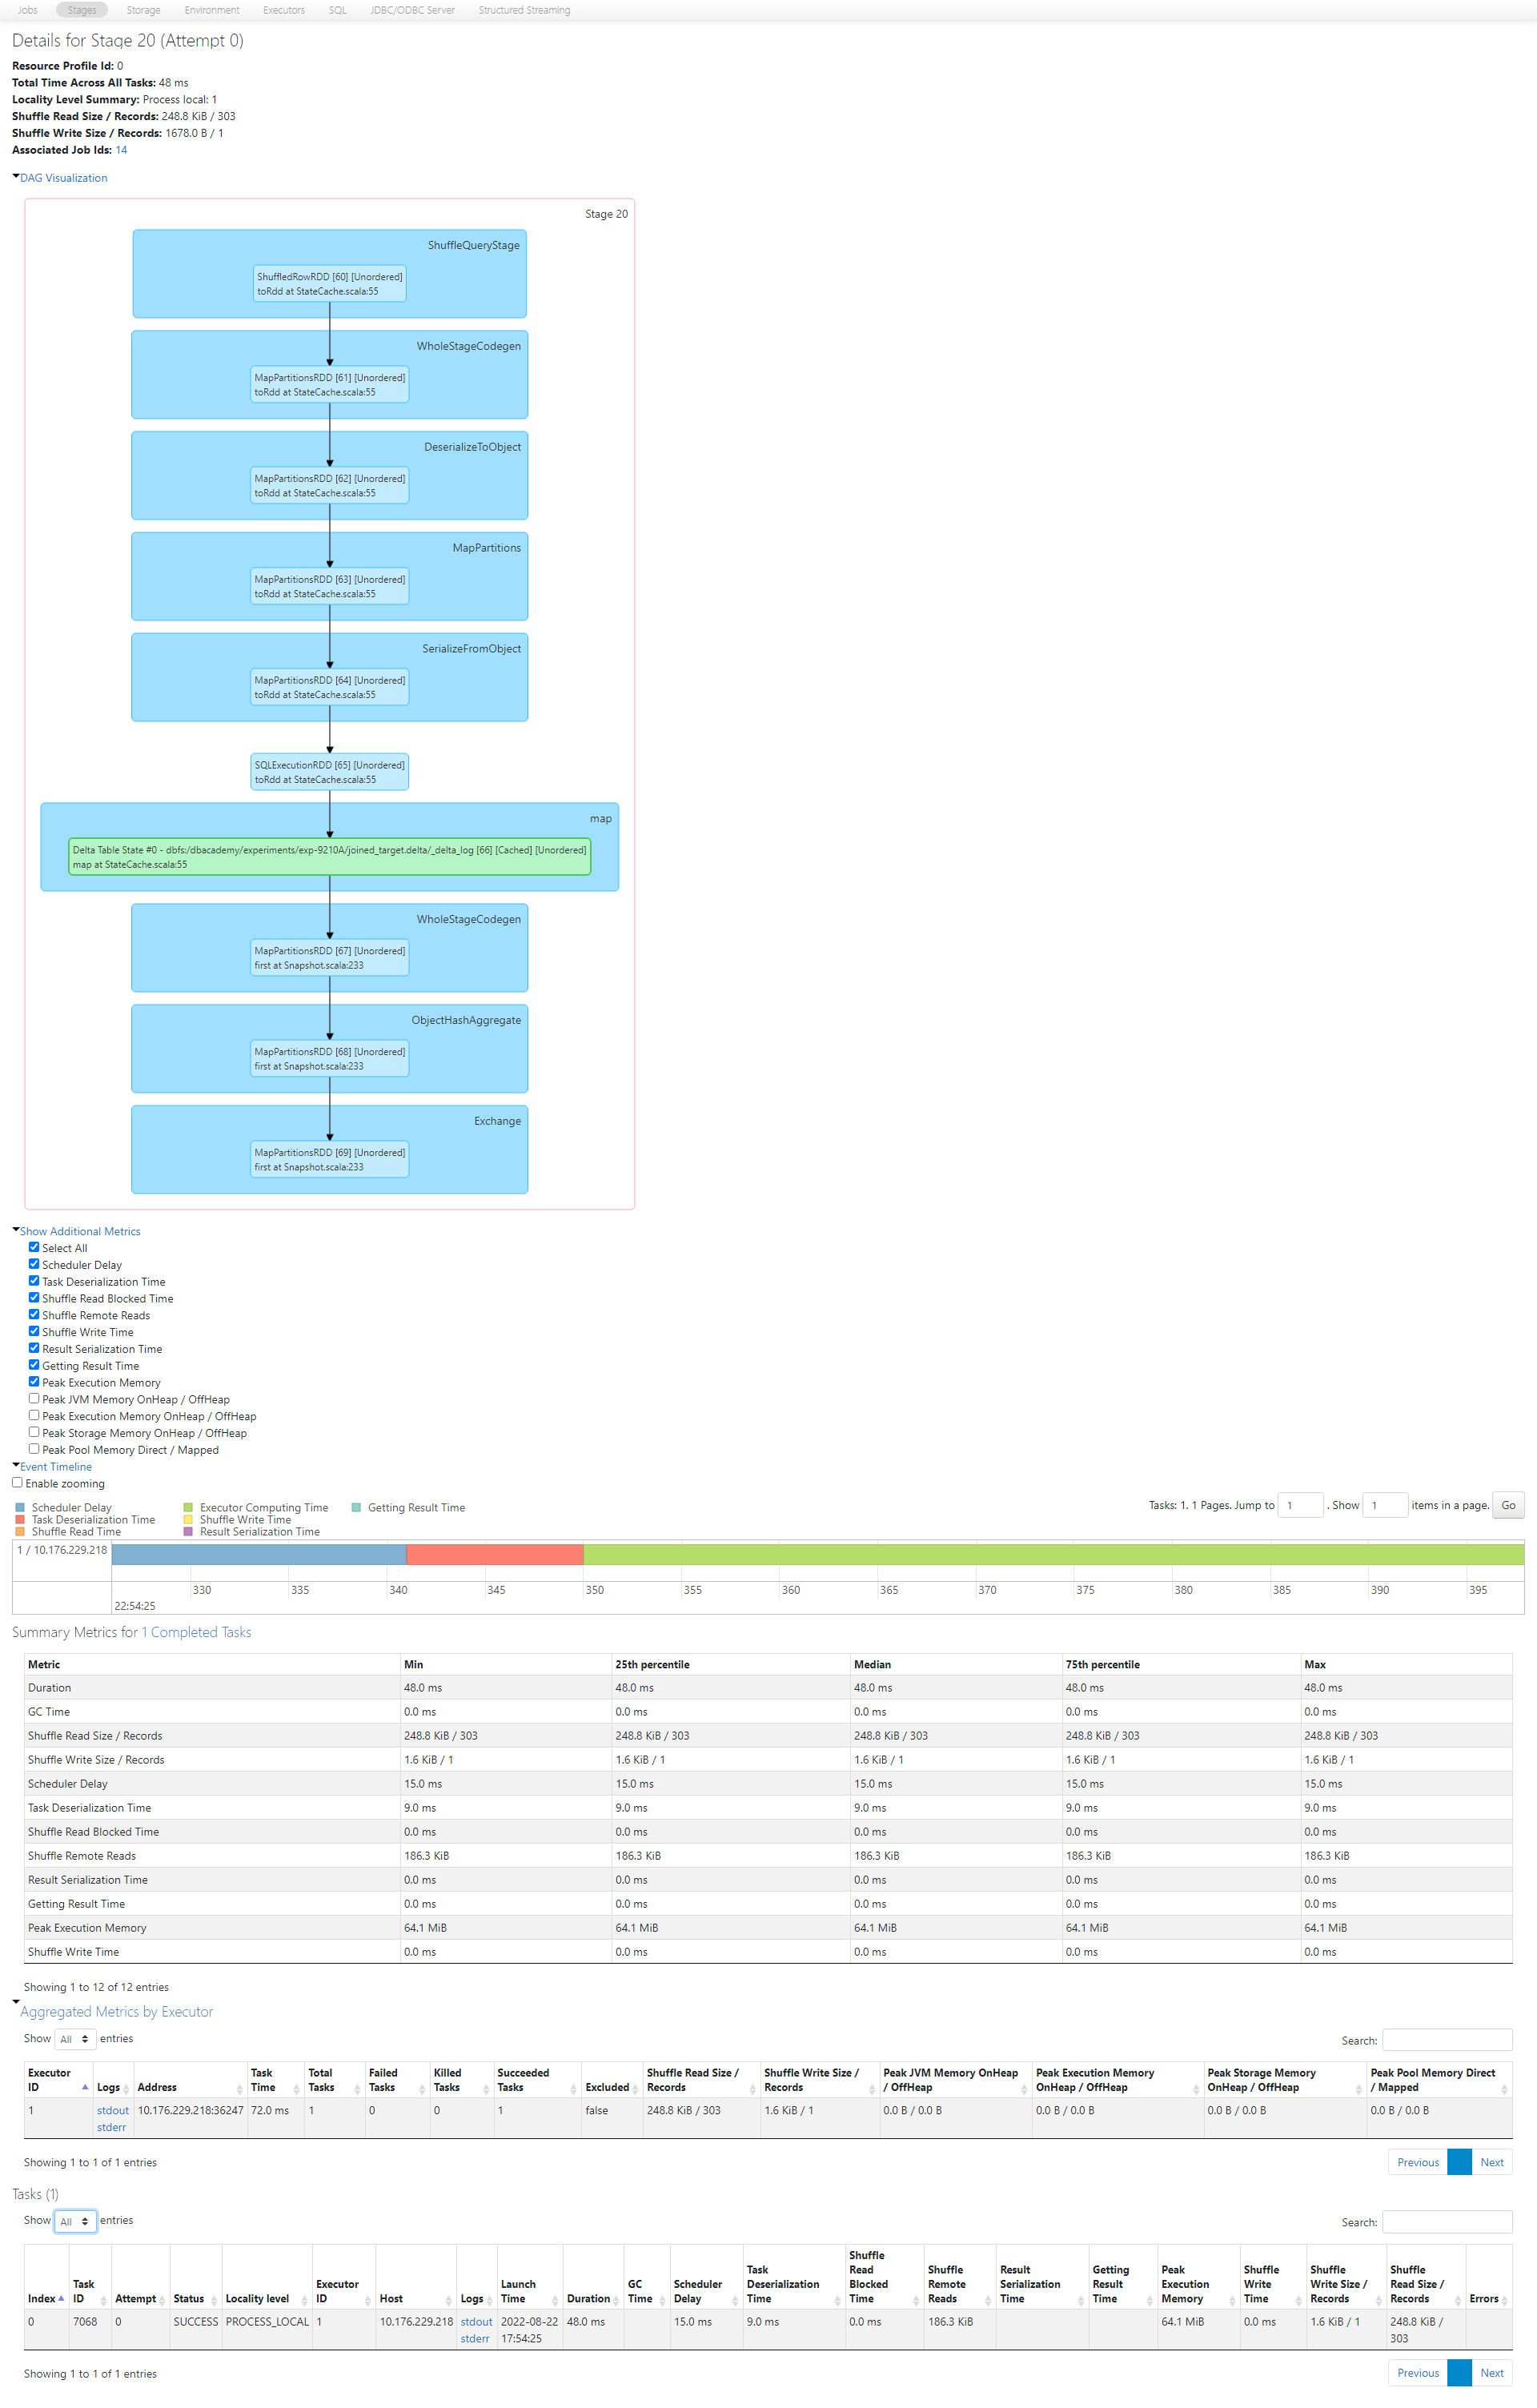 Jobs Stages Storage Environment Executors SQL JDBC/ODBC Server Structured Streaming
Details for Stage 20 (Attempt 0)
Resource Profile Id: 0
Total Time Across All Tasks: 48 ms
Locality Level Summary: Process local: 1
Shuffle Read Size / Records: 248.8 KiB / 303
Shuffle Write Size / Records: 1678.0 B / 1
Associated Job Ids: 14
DAG Visualization
Stage 20
ShuffleQueryStage
ShuffledRowRDD [60] [Unordered]
toRdd at StateCache.scala:55
WholeStageCodegen
MapPartitionsRDD [61] [Unordered]
toRdd at StateCache.scala:55
DeserializeToObject
MapPartitionsRDD [62] [Unordered]
toRdd at StateCache.scala:55
MapPartitions
MapPartitionsRDD [63] [Unordered]
toRdd at StateCache.scala:55
SerializeFromObject
MapPartitionsRDD [64] [Unordered]
toRdd at StateCache.scala:55
SQLExecutionRDD [65] [Unordered]
toRdd at StateCache.scala:55
map
Delta Table State #0 - dbfs:/dbacademy/experiments/exp-9210A/joined_target.delta/_delta_log [66] [Cached] [Unordered]
map at StateCache.scala:55
WholeStageCodegen
MapPartitionsRDD [67] [Unordered]
first at Snapshot.scala:233
ObjectHashAggregate
MapPartitionsRDD [68] [Unordered]
first at Snapshot.scala:233
Exchange
MapPartitionsRDD [69] [Unordered]
first at Snapshot.scala:233
Show Additional Metrics
Select All
Scheduler Delay
Task Deserialization Time
Shuffle Read Blocked Time
Shuffle Remote Reads
Shuffle Write Time
Result Serialization Time
Getting Result Time
Peak Execution Memory
Peak JVM Memory OnHeap / OffHeap
Peak Execution Memory OnHeap / OffHeap
Peak Storage Memory OnHeap / OffHeap
Peak Pool Memory Direct / Mapped
Event Timeline
Enable zooming
Tasks: 1. 1 Pages. Jump to 1 . Show 1 items in a page. Go
Scheduler Delay Executor Computing Time Getting Result Time
Task Deserialization Time Shuffle Write Time
Shuffle Read Time Result Serialization Time
1 / 10.176.229.218
330 335 340 345 350 355 360 365 370 375 380 385 390 395
22:54:25
Summary Metrics for 1 Completed Tasks
Metric Min 25th percentile Median 75th percentile Max
Duration 48.0 ms 48.0 ms 48.0 ms 48.0 ms 48.0 ms
GC Time 0.0 ms 0.0 ms 0.0 ms 0.0 ms 0.0 ms
Shuffle Read Size / Records 248.8 KiB / 303 248.8 KiB / 303 248.8 KiB / 303 248.8 KiB / 303 248.8 KiB / 303
Shuffle Write Size / Records 1.6 KiB / 1 1.6 KiB / 1 1.6 KiB / 1 1.6 KiB / 1 1.6 KiB / 1
Scheduler Delay 15.0 ms 15.0 ms 15.0 ms 15.0 ms 15.0 ms
Task Deserialization Time 9.0 ms 9.0 ms 9.0 ms 9.0 ms 9.0 ms
Shuffle Read Blocked Time 0.0 ms 0.0 ms 0.0 ms 0.0 ms 0.0 ms
Shuffle Remote Reads 186.3 KiB 186.3 KiB 186.3 KiB 186.3 KiB 186.3 KiB
Result Serialization Time 0.0 ms 0.0 ms 0.0 ms 0.0 ms 0.0 ms
Getting Result Time 0.0 ms 0.0 ms 0.0 ms 0.0 ms 0.0 ms
Peak Execution Memory 64.1 MiB 64.1 MiB 64.1 MiB 64.1 MiB 64.1 MiB
Shuffle Write Time 0.0 ms 0.0 ms 0.0 ms 0.0 ms 0.0 ms
Showing 1 to 12 of 12 entries
Aggregated Metrics by Executor
Show All entries Search:
Executor Task Total Failed Killed Succeeded Shuffle Read Size / Shuffle Write Size / Peak JVM Memory OnHeap Peak Execution Memory Peak Storage Memory Peak Pool Memory Direct
ID Logs Address Time Tasks Tasks Tasks Tasks Excluded Records Records / OffHeap OnHeap / OffHeap OnHeap / OffHeap / Mapped
1 stdout 10.176.229.218:36247 72.0 ms 1 0 0 1 false 248.8 KiB / 303 1.6 KiB / 1 0.0 B / 0.0 B 0.0 B / 0.0 B 0.0 B / 0.0 B 0.0 B / 0.0 B
stderr
Showing 1 to 1 of 1 entries Previous Next
Tasks (1)
Show All entries Search:
Shuffle
Task Read Shuffle Result Getting Peak Shuffle Shuffle Shuffle
Task Executor Launch GC Scheduler Deserialization Blocked Remote Serialization Result Execution Write Write Size / Read Size /
Index ID Attempt Status Locality level ID Host Logs Time Duration Time Delay Time Time Reads Time Time Memory Time Records Records Errors
0 7068 0 SUCCESS PROCESS_LOCAL 1 10.176.229.218 stdout 2022-08-22 48.0 ms 15.0 ms 9.0 ms 0.0 ms 186.3 KiB 64.1 MiB 0.0 ms 1.6 KiB / 1 248.8 KiB /
stderr 17:54:25 303
Showing 1 to 1 of 1 entries Previous Next